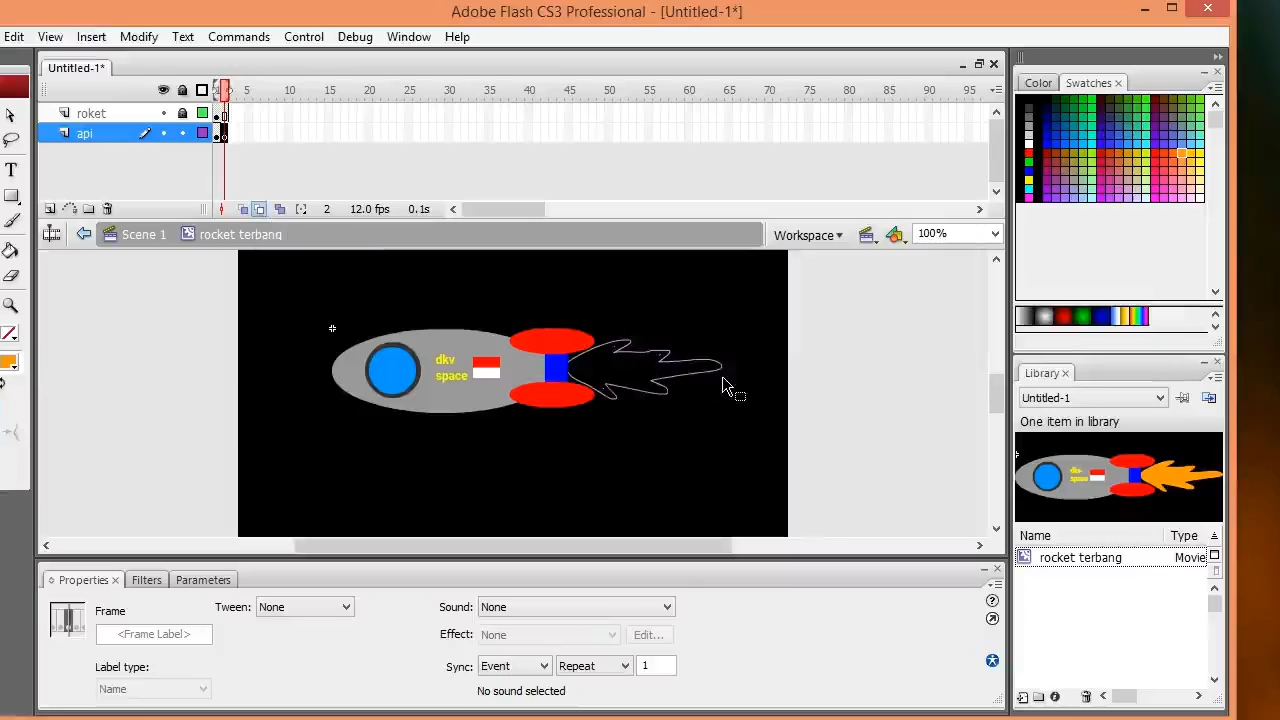 Adobe Flash CS3 Professional - [Untitled-1*]
Edit View Insert Modify Text Commands Control Debug Window Help
Untitled-1*
5 10 15 20 25 30 35 40 45 50 55 60 65 70 75 80 85 90 95
roket
api
2 12.0 fps 0.1s
Scene 1 rocket terbang Workspace 100%
dkv
space
Color Swatches
Library
Untitled-1
One item in library
dkv
space
Name Type
rocket terbang Movie
Properties Filters Parameters
Frame Tween: None Sound: None
<Frame Label> Effect: None Edit...
Label type: Sync: Event Repeat 1
Name No sound selected